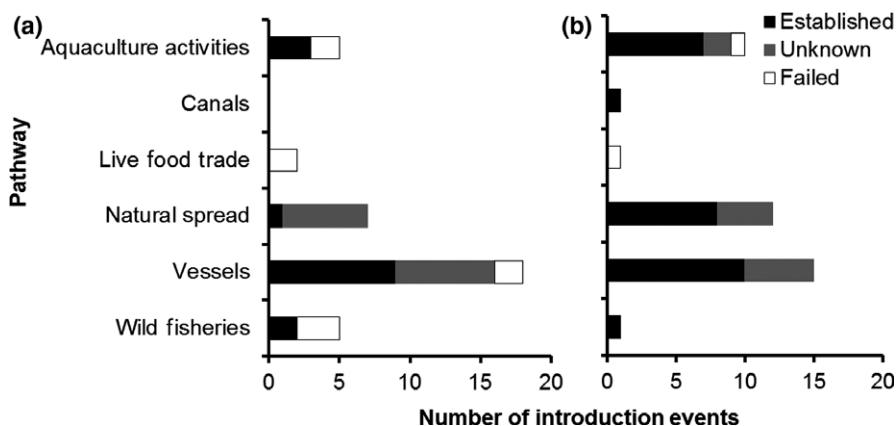 (a)
(b)
Established
Unknown
Failed
Pathway
Aquaculture activities
Canals
Live food trade
Natural spread
Vessels
Wild fisheries
0 5 10 15 20
0 5 10 15 20
Number of introduction events